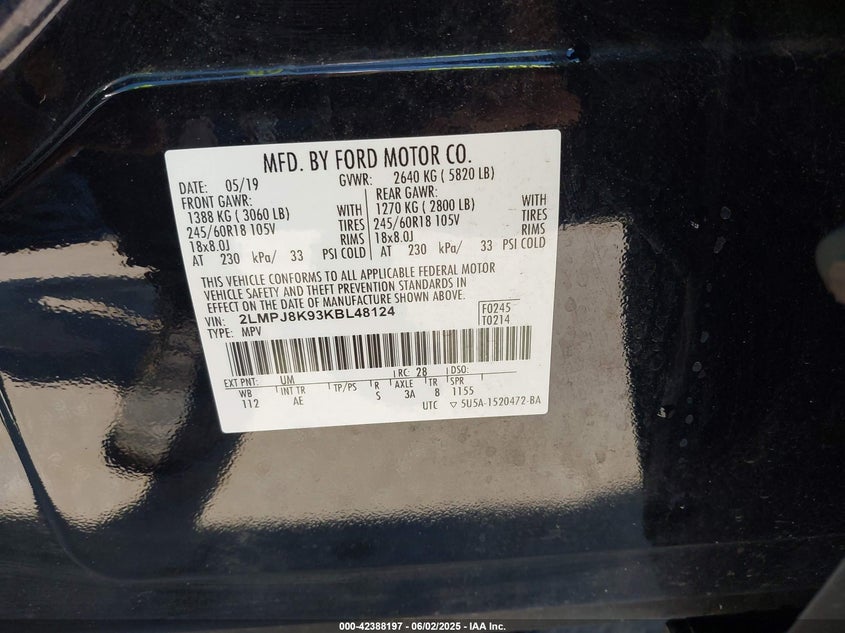 MFD. BY FORD MOTOR CO.
DATE: 05/19 GVWR: 2640 KG ( 5820 LB)
FRONT GAWR: REAR GAWR:
1388 KG ( 3060 LB) WITH 1270 KG ( 2800 LB) WITH
245/60R18 105V TIRES 245/60R18 105V TIRES
18x8.0J RIMS 18x8.0J RIMS
AT 230 kPa/ 33 PSI COLD AT 230 kPa/ 33 PSI COLD
THIS VEHICLE CONFORMS TO ALL APPLICABLE FEDERAL MOTOR
VEHICLE SAFETY AND THEFT PREVENTION STANDARDS IN
EFFECT ON THE DATE OF MANUFACTURE SHOWN ABOVE.
VIN: 2LMPJ8K93KBL48124 F0245
TYPE: MPV T0214
EXT PNT: UM RC: 28 DSO:
WB INT TR TP/PS R AXLE TR SPR
112 AE S 3A 8 1155
UTC ▽ 5U5A-1520472-BA
000-42388197 - 06/02/2025 - IAA Inc.